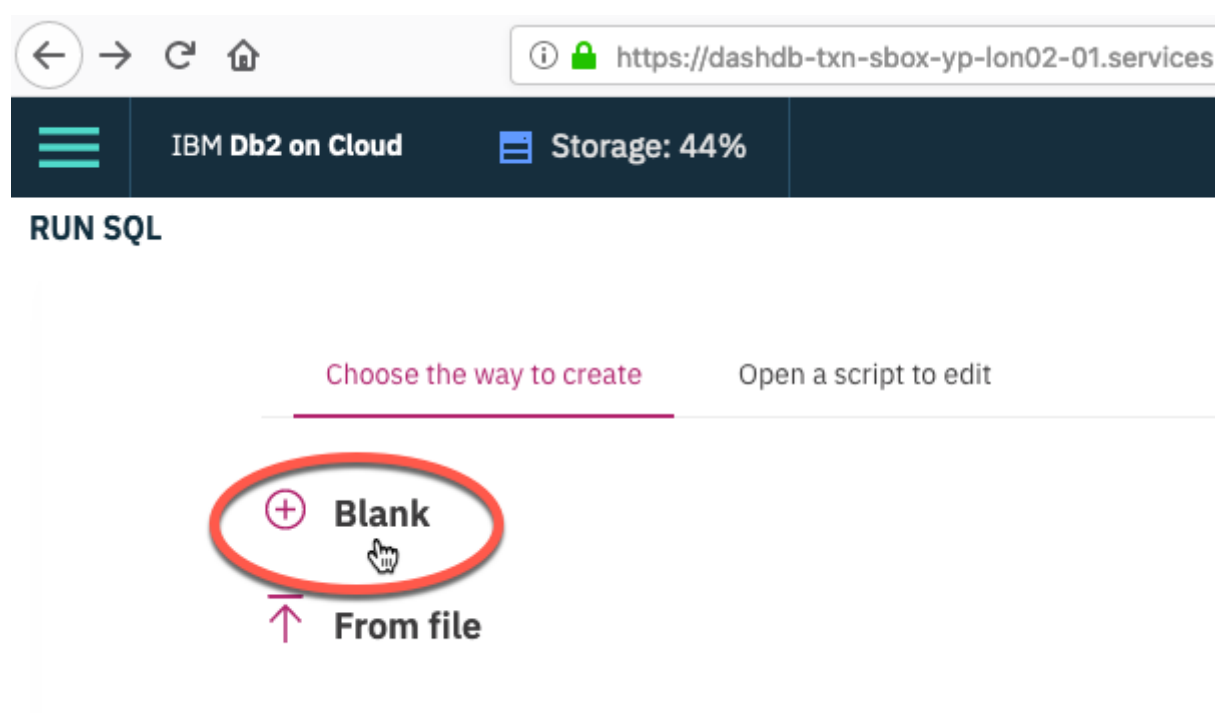 https://dashdb-txn-sbox-yp-lon02-01.services
IBM Db2 on Cloud Storage: 44%
RUN SQL
Choose the way to create Open a script to edit
Blank
From file